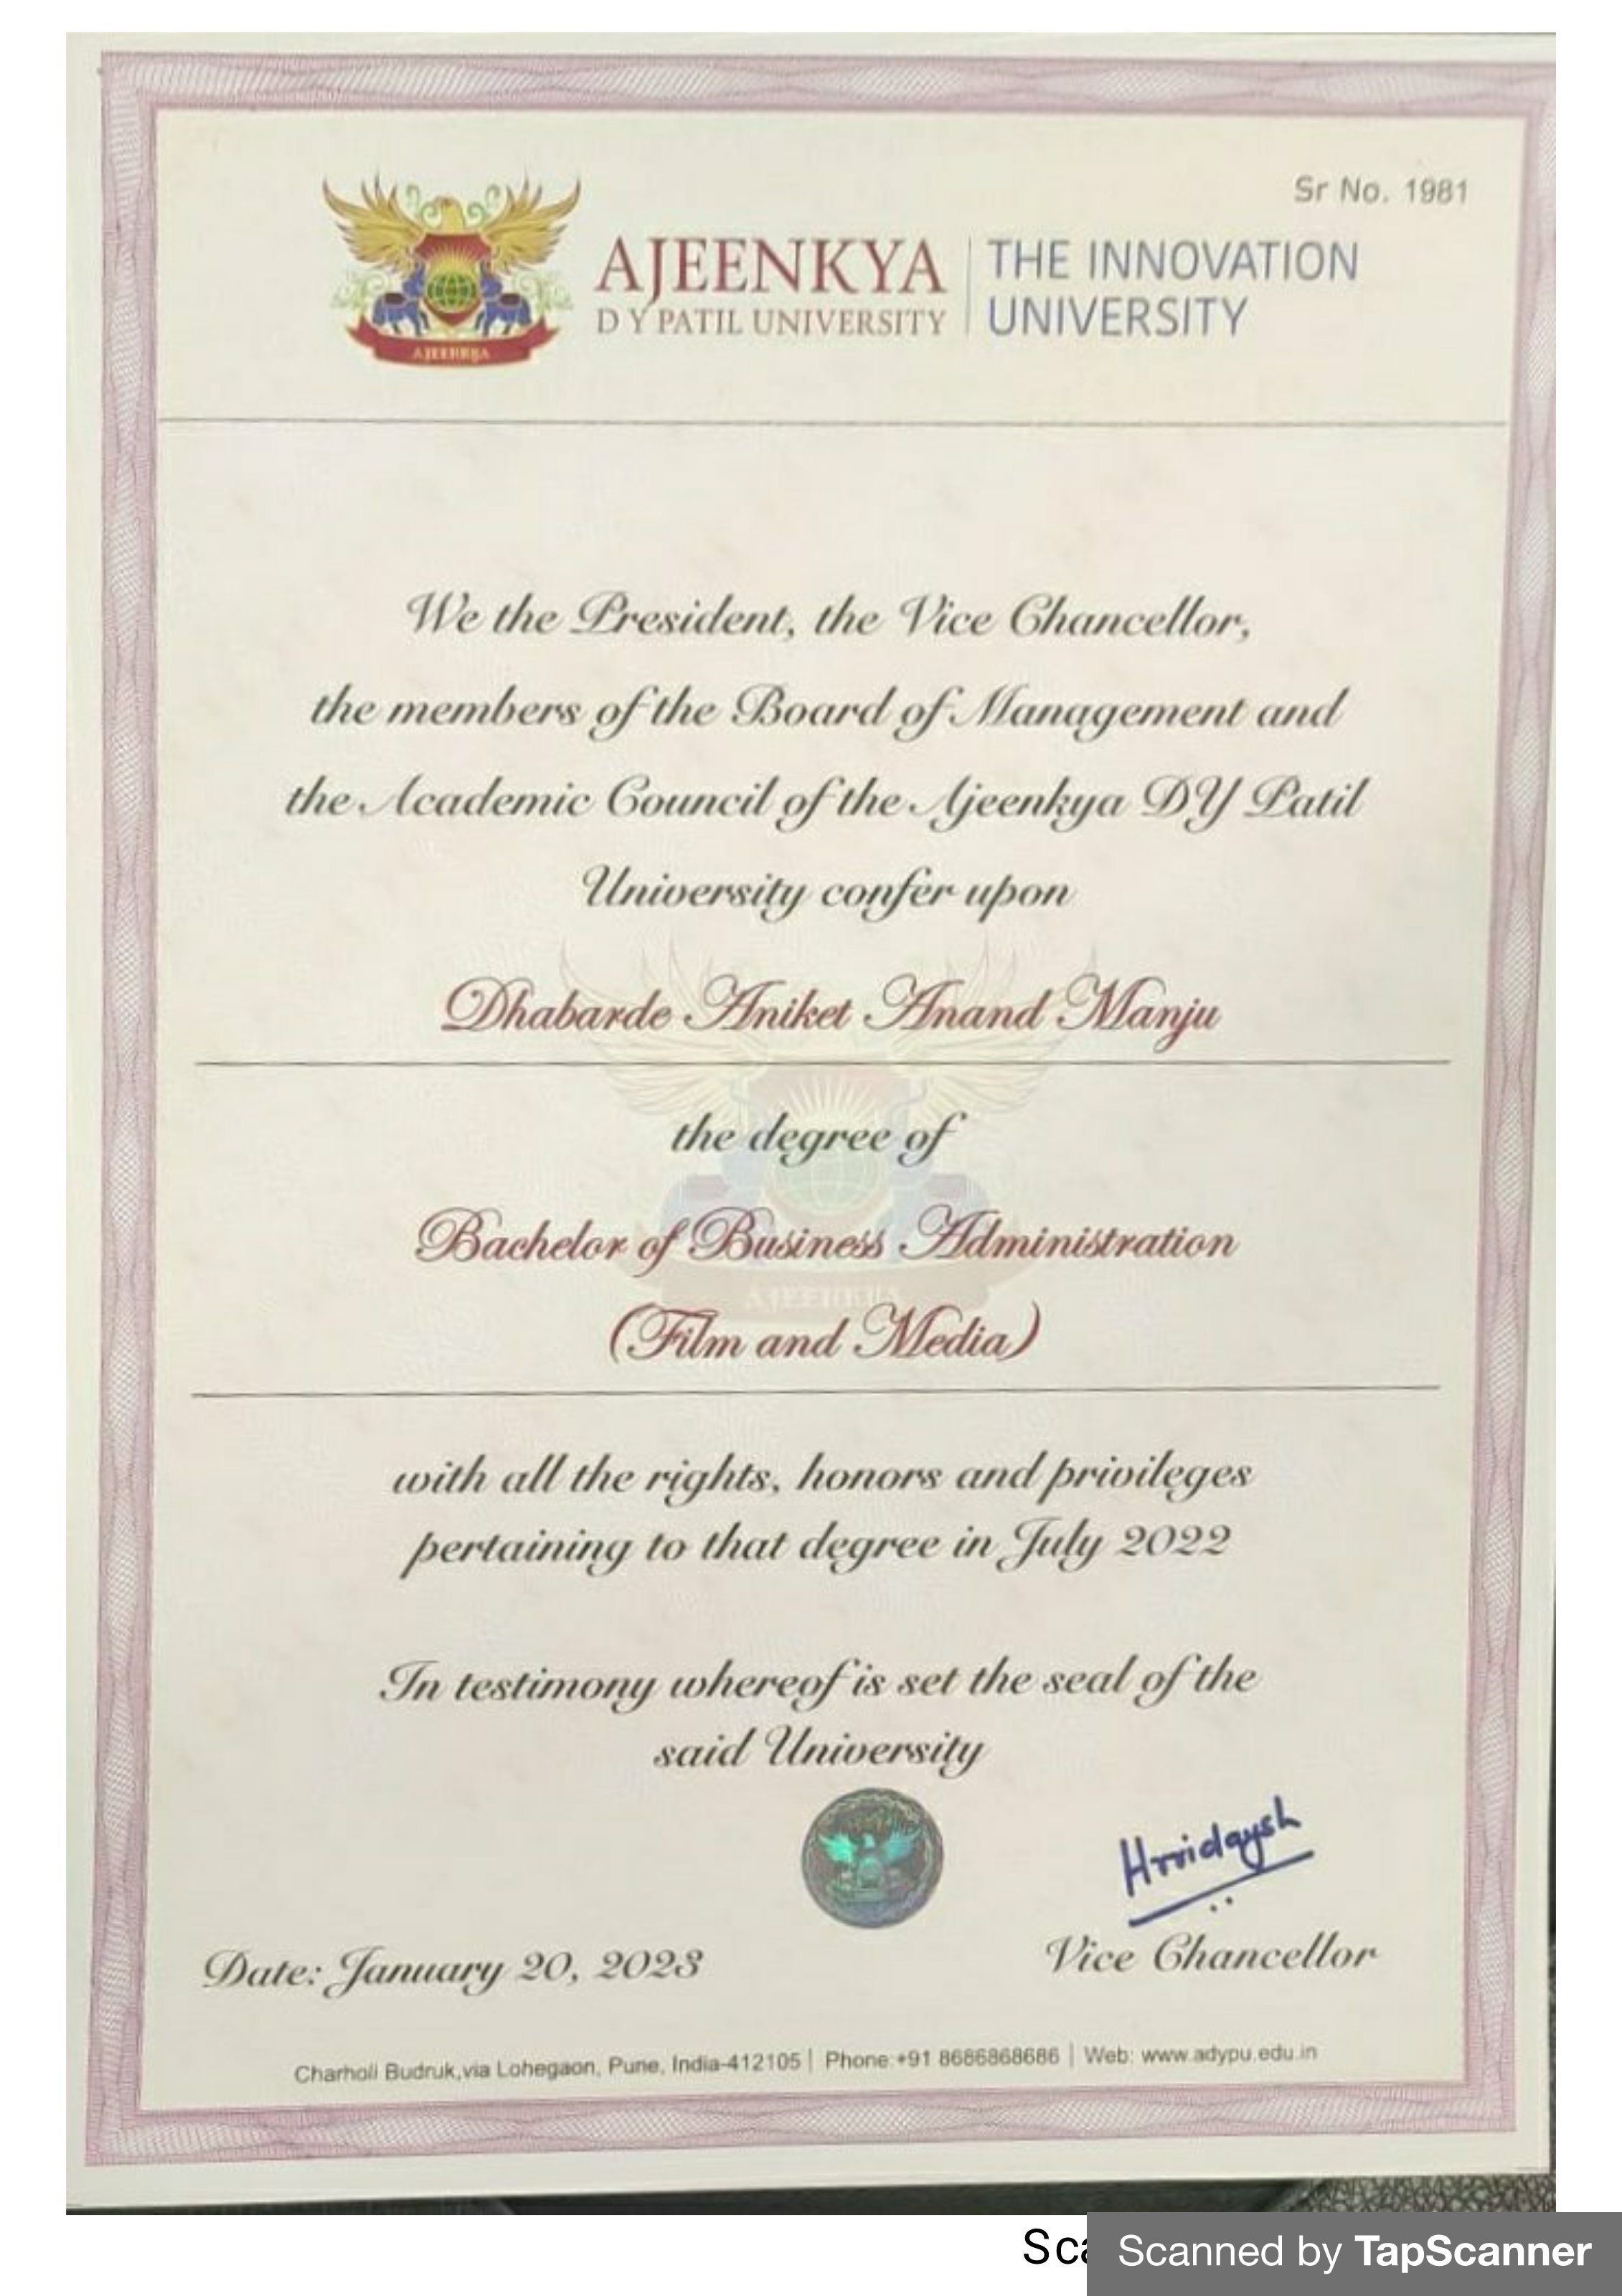 Sr No. 1981
AJEENKYA
D Y PATIL UNIVERSITY
THE INNOVATION
UNIVERSITY
AJEENKYA
We the President, the Vice Chancellor,
the members of the Board of Management and
the Academic Council of the Ajeenkya DY Patil
University confer upon
Dhabarde Aniket Anand Manju
the degree of
Bachelor of Business Administration
AJEENKYA
(Film and Media)
with all the rights, honors and privileges
pertaining to that degree in July 2022
In testimony whereof is set the seal of the
said University
Hrridaysh
Date: January 20, 2023
Vice Chancellor
Charholi Budruk,via Lohegaon, Pune, India-412105 | Phone:+91 8686868686 | Web: www.adypu.edu.in
Sca
Scanned by TapScanner